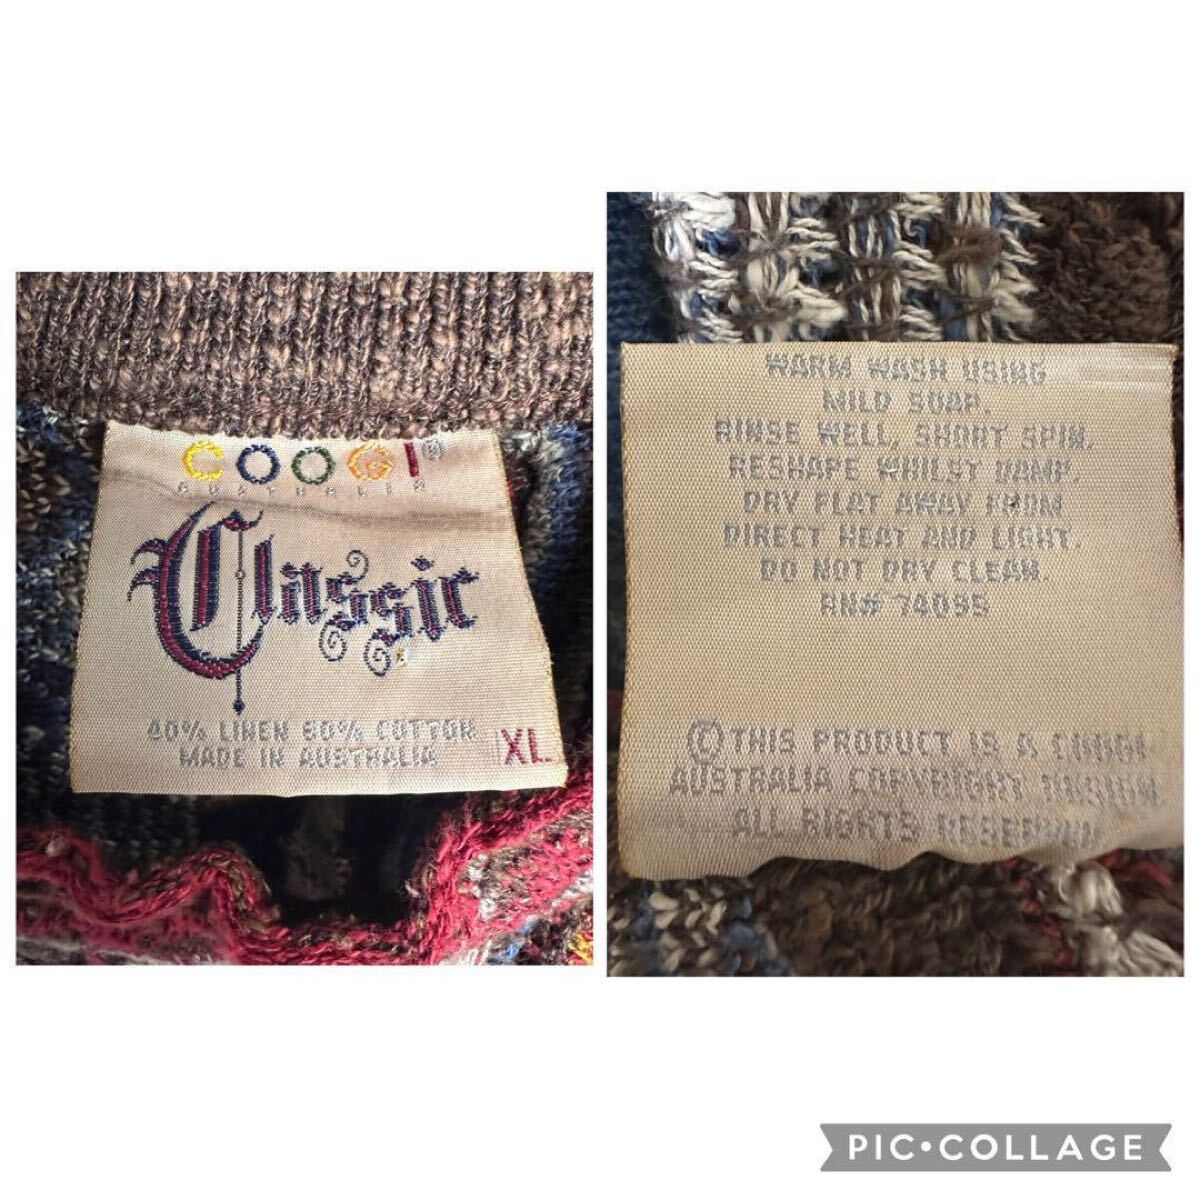 COOGI®
AUSTRALIA
Classic
40% LINEN 60% COTTON
MADE IN AUSTRALIA
XL
WARM WASH USING
MILD SOAP.
RINSE WELL. SHORT SPIN.
RESHAPE WHILST DAMP.
DRY FLAT AWAY FROM
DIRECT HEAT AND LIGHT.
DO NOT DRY CLEAN
RN# 74095
© THIS PRODUCT IS A COOGI
AUSTRALIA COPYRIGHT DESIGN.
ALL RIGHTS RESERVED
PIC•COLLAGE